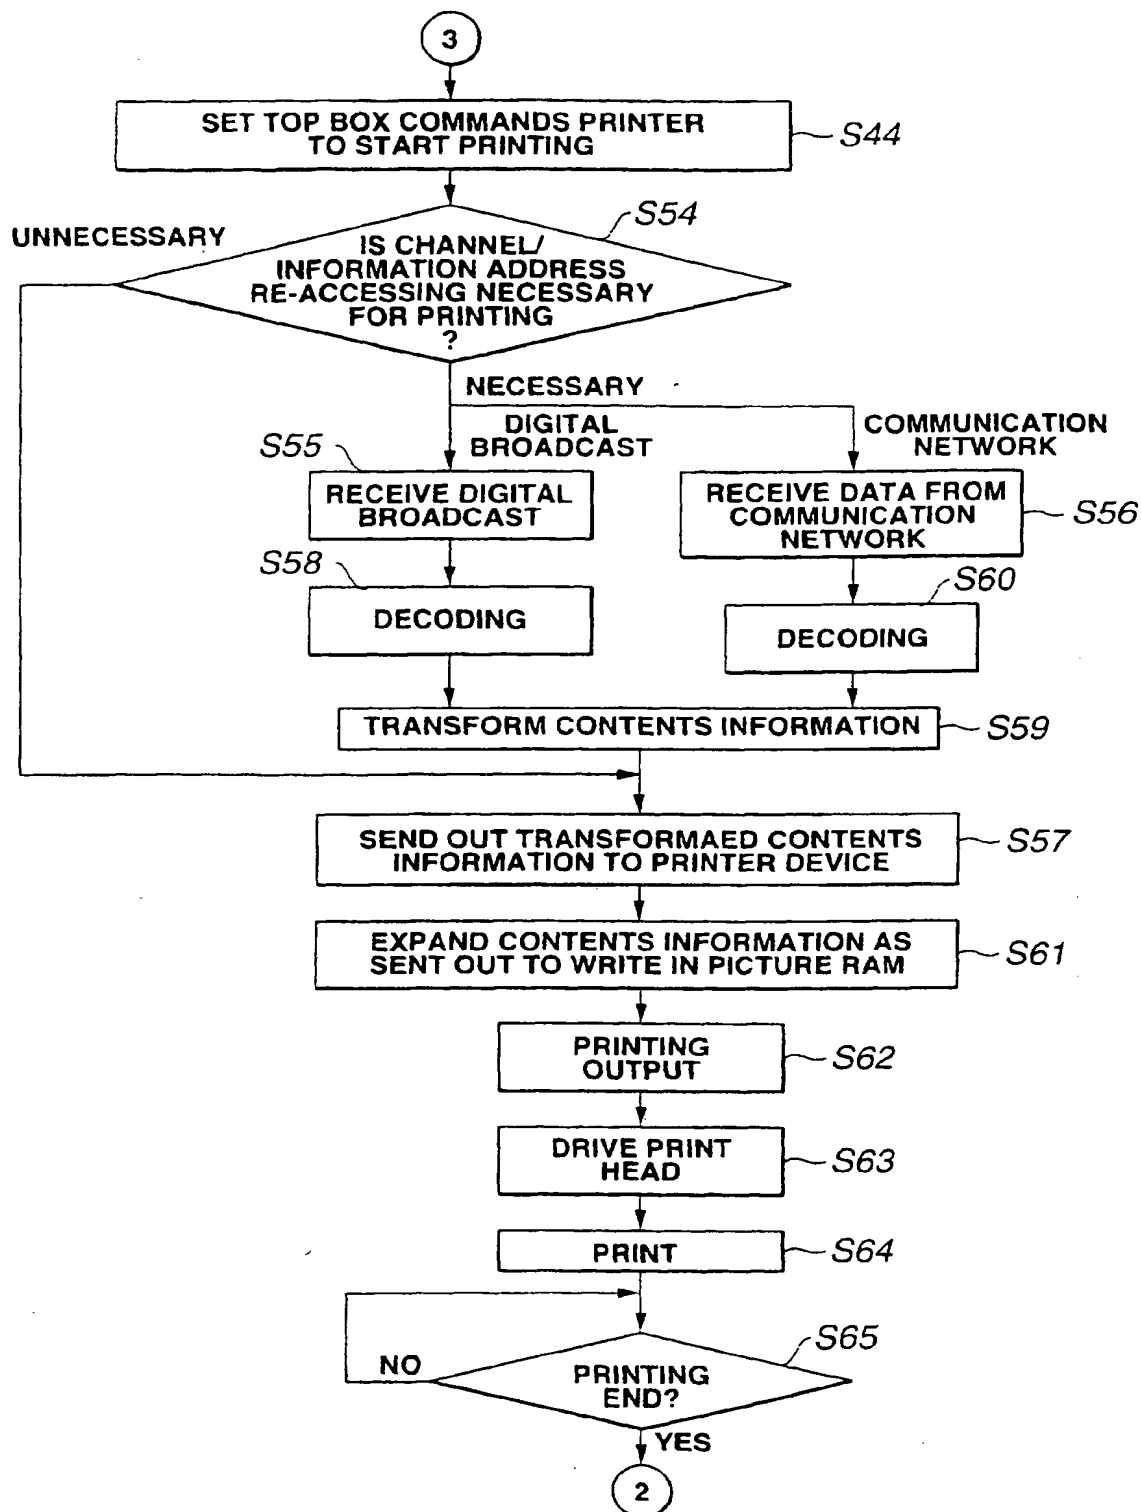 3
SET TOP BOX COMMANDS PRINTER
TO START PRINTING
S44
S54
UNNECESSARY
IS CHANNEL/
INFORMATION ADDRESS
RE-ACCESSING NECESSARY
FOR PRINTING
?
NECESSARY
DIGITAL
BROADCAST
COMMUNICATION
NETWORK
S55
RECEIVE DIGITAL
BROADCAST
RECEIVE DATA FROM
COMMUNICATION
NETWORK
S56
S58
DECODING
S60
DECODING
TRANSFORM CONTENTS INFORMATION
S59
SEND OUT TRANSFORMAED CONTENTS
INFORMATION TO PRINTER DEVICE
S57
EXPAND CONTENTS INFORMATION AS
SENT OUT TO WRITE IN PICTURE RAM
S61
PRINTING
OUTPUT
S62
DRIVE PRINT
HEAD
S63
PRINT
S64
S65
NO
PRINTING
END?
YES
2